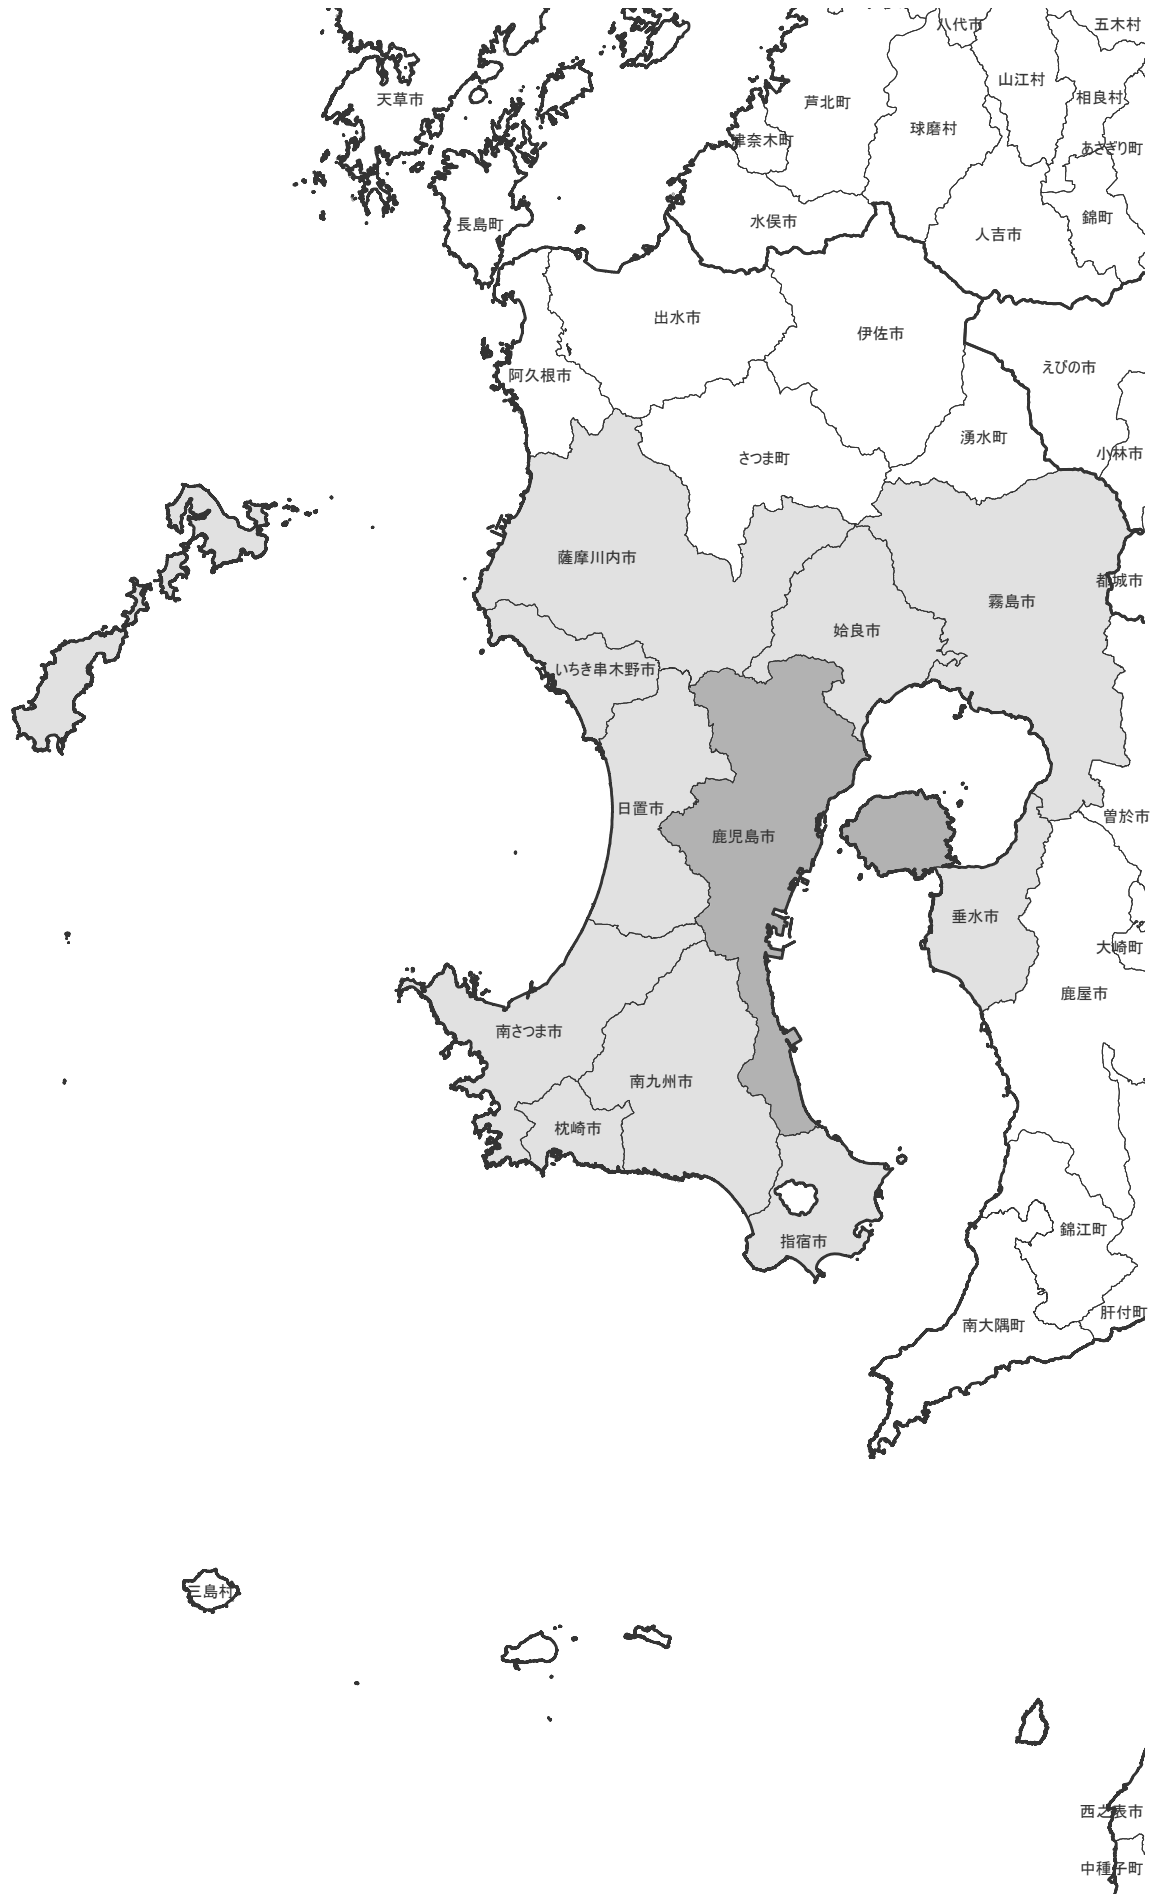 八代市
五木村
山江村
天草市
相良村
芦北町
球磨村
津奈木町
あさぎり町
錦町
水俣市
長島町
人吉市
出水市
伊佐市
えびの市
阿久根市
湧水町
小林市
さつま町
薩摩川内市
都城市
霧島市
姶良市
いちき串木野市
日置市
曽於市
鹿児島市
垂水市
大崎町
鹿屋市
南さつま市
南九州市
枕崎市
錦江町
指宿市
肝付町
南大隅町
三島村
西之表市
中種子町